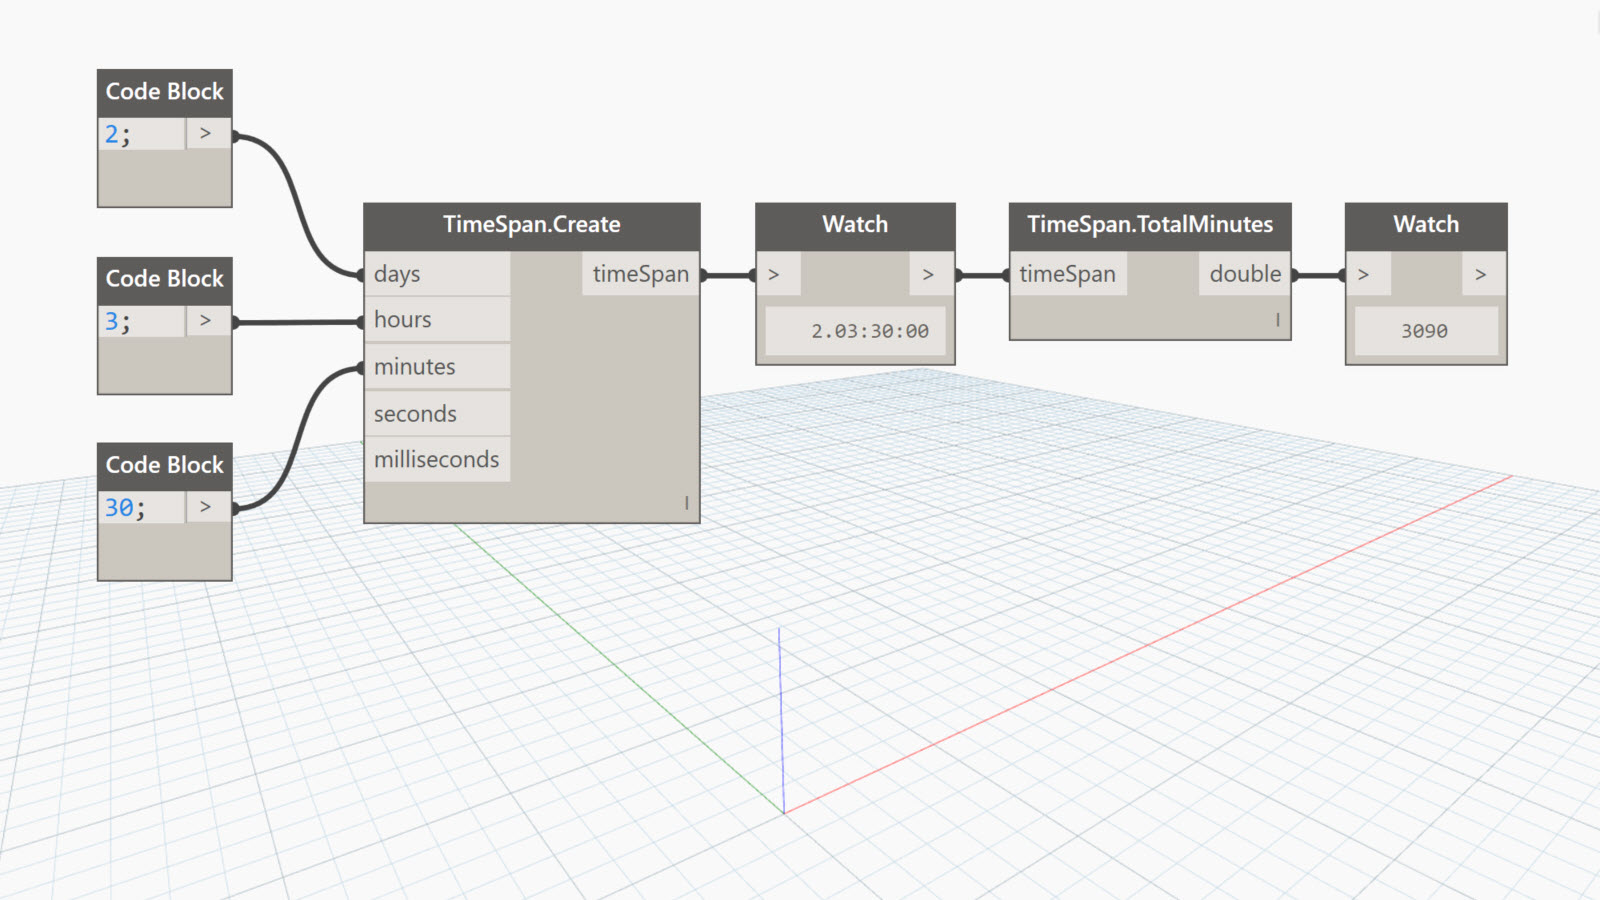 Code Block
2; >
Code Block
3; >
Code Block
30; >
TimeSpan.Create
days timeSpan
hours
minutes
seconds
milliseconds
l
Watch
> >
2.03:30:00
TimeSpan.TotalMinutes
timeSpan double
l
Watch
> >
3090